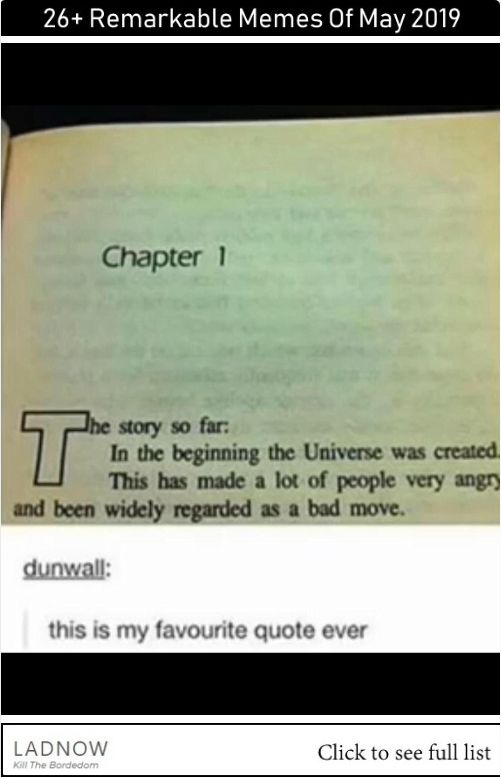 26+ Remarkable Memes Of May 2019
Chapter 1
The story so far:
In the beginning the Universe was created.
This has made a lot of people very angry
and been widely regarded as a bad move.
dunwall:
this is my favourite quote ever
LADNOW
Kill The Bordedom
Click to see full list